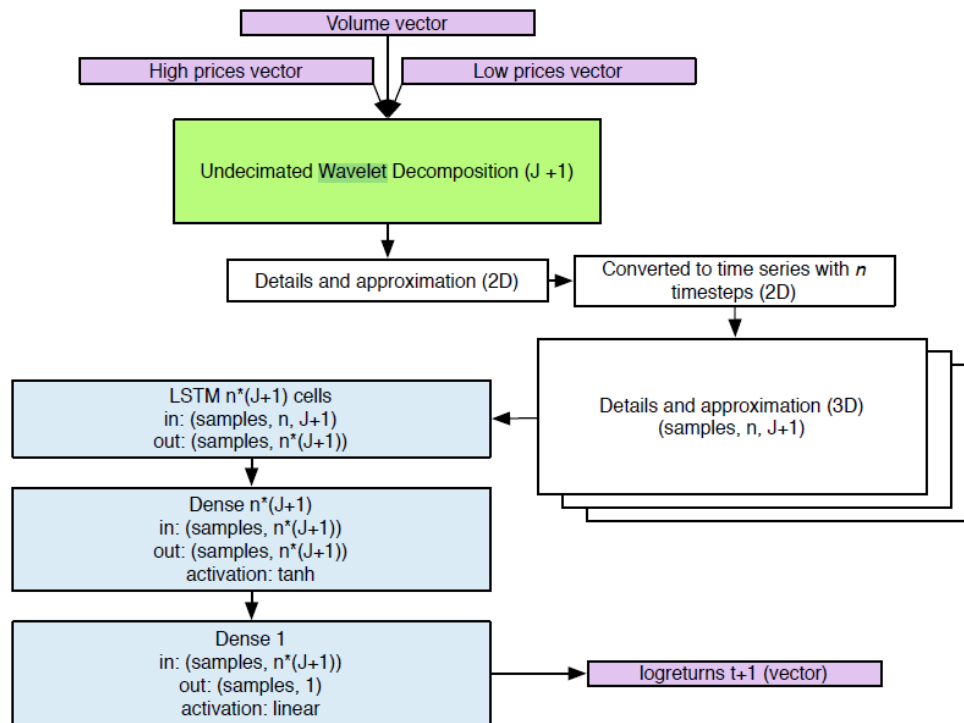 Volume vector
High prices vector
Low prices vector
Undecimated Wavelet Decomposition (J +1)
Details and approximation (2D)
Converted to time series with n
timesteps (2D)
Details and approximation (3D)
(samples, n, J+1)
LSTM n*(J+1) cells
in: (samples, n, J+1)
out: (samples, n*(J+1))
Dense n*(J+1)
in: (samples, n*(J+1))
out: (samples, n*(J+1))
activation: tanh
Dense 1
in: (samples, n*(J+1))
out: (samples, 1)
activation: linear
logreturns t+1 (vector)